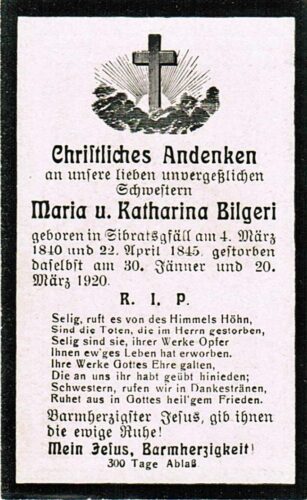 Christliches Andenken
an unsere lieben unvergeßlichen
Schwestern
Maria u. Katharina Bilgeri
geboren in Sibratsgfäll am 4. März
1840 und 22. April 1845, gestorben
daselbst am 30. Jänner und 20.
März 1920.
R. I. P.
Selig, ruft es von des Himmels Höhn,
Sind die Toten, die im Herrn gestorben,
Selig sind sie, ihrer Werke Opfer
Ihnen ew'ges Leben hat erworben.
Ihre Werke Gottes Ehre galten,
Die an uns ihr habt geübt hinieden;
Schwestern, rufen wir in Dankestränen,
Ruhet aus in Gottes heil'gem Frieden.
Barmherzigster Jesus, gib ihnen
die ewige Ruhe!
Mein Jesus, Barmherzigkeit!
300 Tage Ablaß.